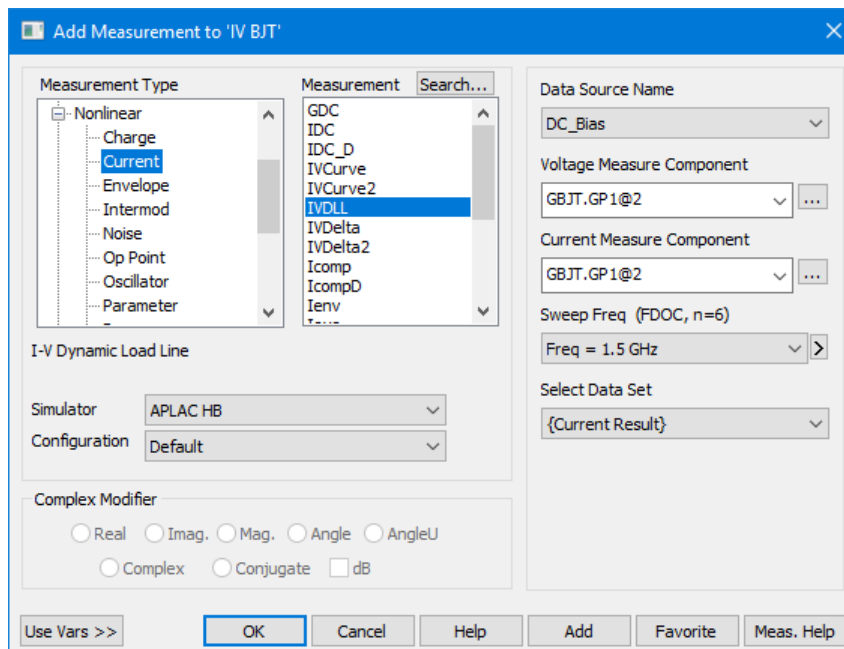 Add Measurement to 'IV BJT'
Measurement Type
Nonlinear
Charge
Current
Envelope
Intermod
Noise
Op Point
Oscillator
Parameter
Measurement
Search...
GDC
IDC
IDC_D
IVCurve
IVCurve2
IVDLL
IVDelta
IVDelta2
Icomp
IcompD
Ienv
I-V Dynamic Load Line
Simulator
APLAC HB
Configuration
Default
Complex Modifier
Real Imag. Mag. Angle AngleU
Complex Conjugate dB
Data Source Name
DC_Bias
Voltage Measure Component
GBJT.GP1@2
...
Current Measure Component
GBJT.GP1@2
...
Sweep Freq (FDOC, n=6)
Freq = 1.5 GHz
>
Select Data Set
{Current Result}
Use Vars >> OK Cancel Help Add Favorite Meas. Help